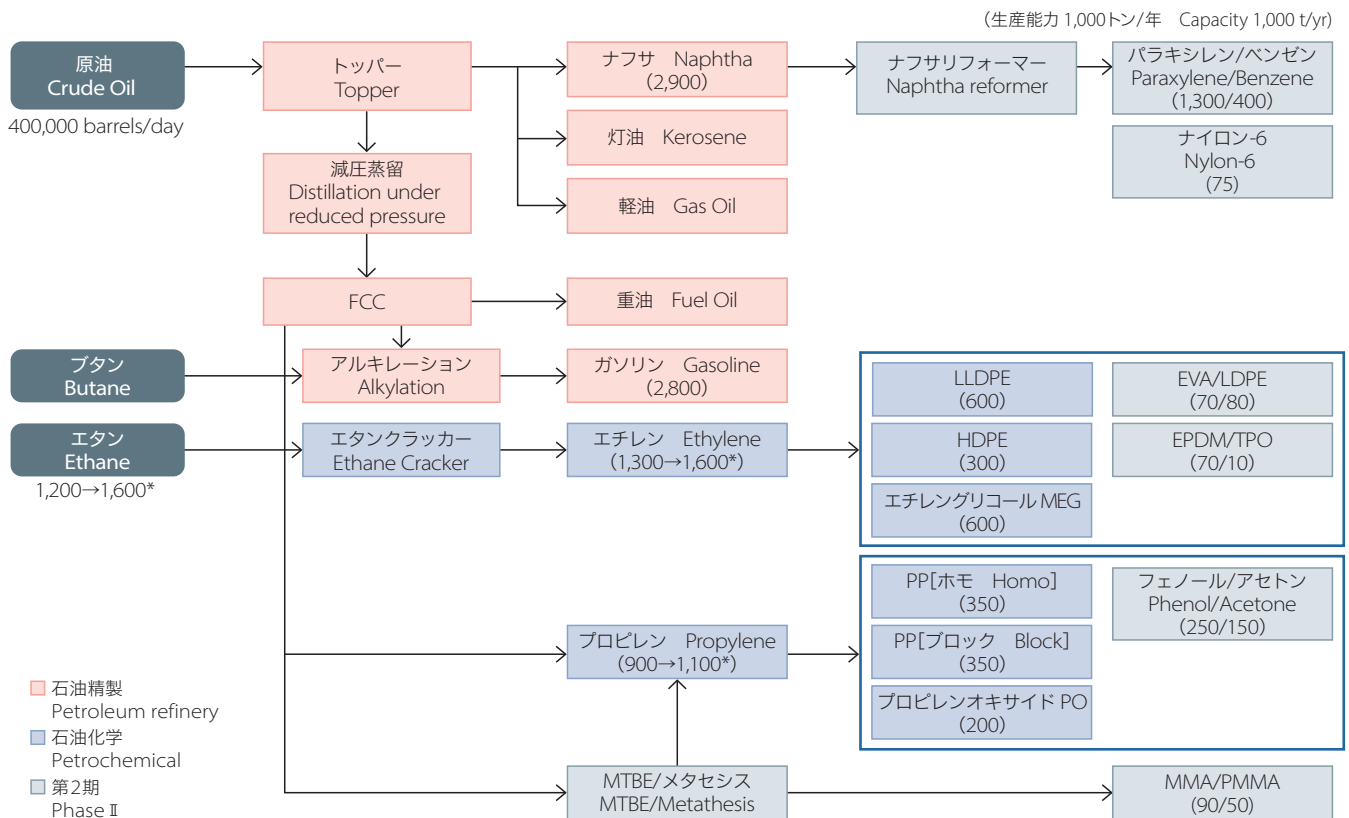 （生産能力 1,000トン/年　Capacity 1,000 t/yr）
原油
Crude Oil
400,000 barrels/day
トッパー
Topper
ナフサ　Naphtha
(2,900)
ナフサリフォーマー
Naphtha reformer
パラキシレン/ベンゼン
Paraxylene/Benzene
(1,300/400)
灯油　Kerosene
ナイロン-6
Nylon-6
(75)
減圧蒸留
Distillation under
reduced pressure
軽油　Gas Oil
FCC
重油　Fuel Oil
ブタン
Butane
アルキレーション
Alkylation
ガソリン　Gasoline
(2,800)
エタン
Ethane
1,200→1,600*
エタンクラッカー
Ethane Cracker
エチレン　Ethylene
(1,300→1,600*)
LLDPE
(600)
EVA/LDPE
(70/80)
HDPE
(300)
EPDM/TPO
(70/10)
エチレングリコール MEG
(600)
プロピレン　Propylene
(900→1,100*)
PP[ホモ　Homo]
(350)
フェノール/アセトン
Phenol/Acetone
(250/150)
PP[ブロック　Block]
(350)
プロピレンオキサイド PO
(200)
MTBE/メタセシス
MTBE/Metathesis
MMA/PMMA
(90/50)
石油精製
Petroleum refinery
石油化学
Petrochemical
第2期
Phase Ⅱ